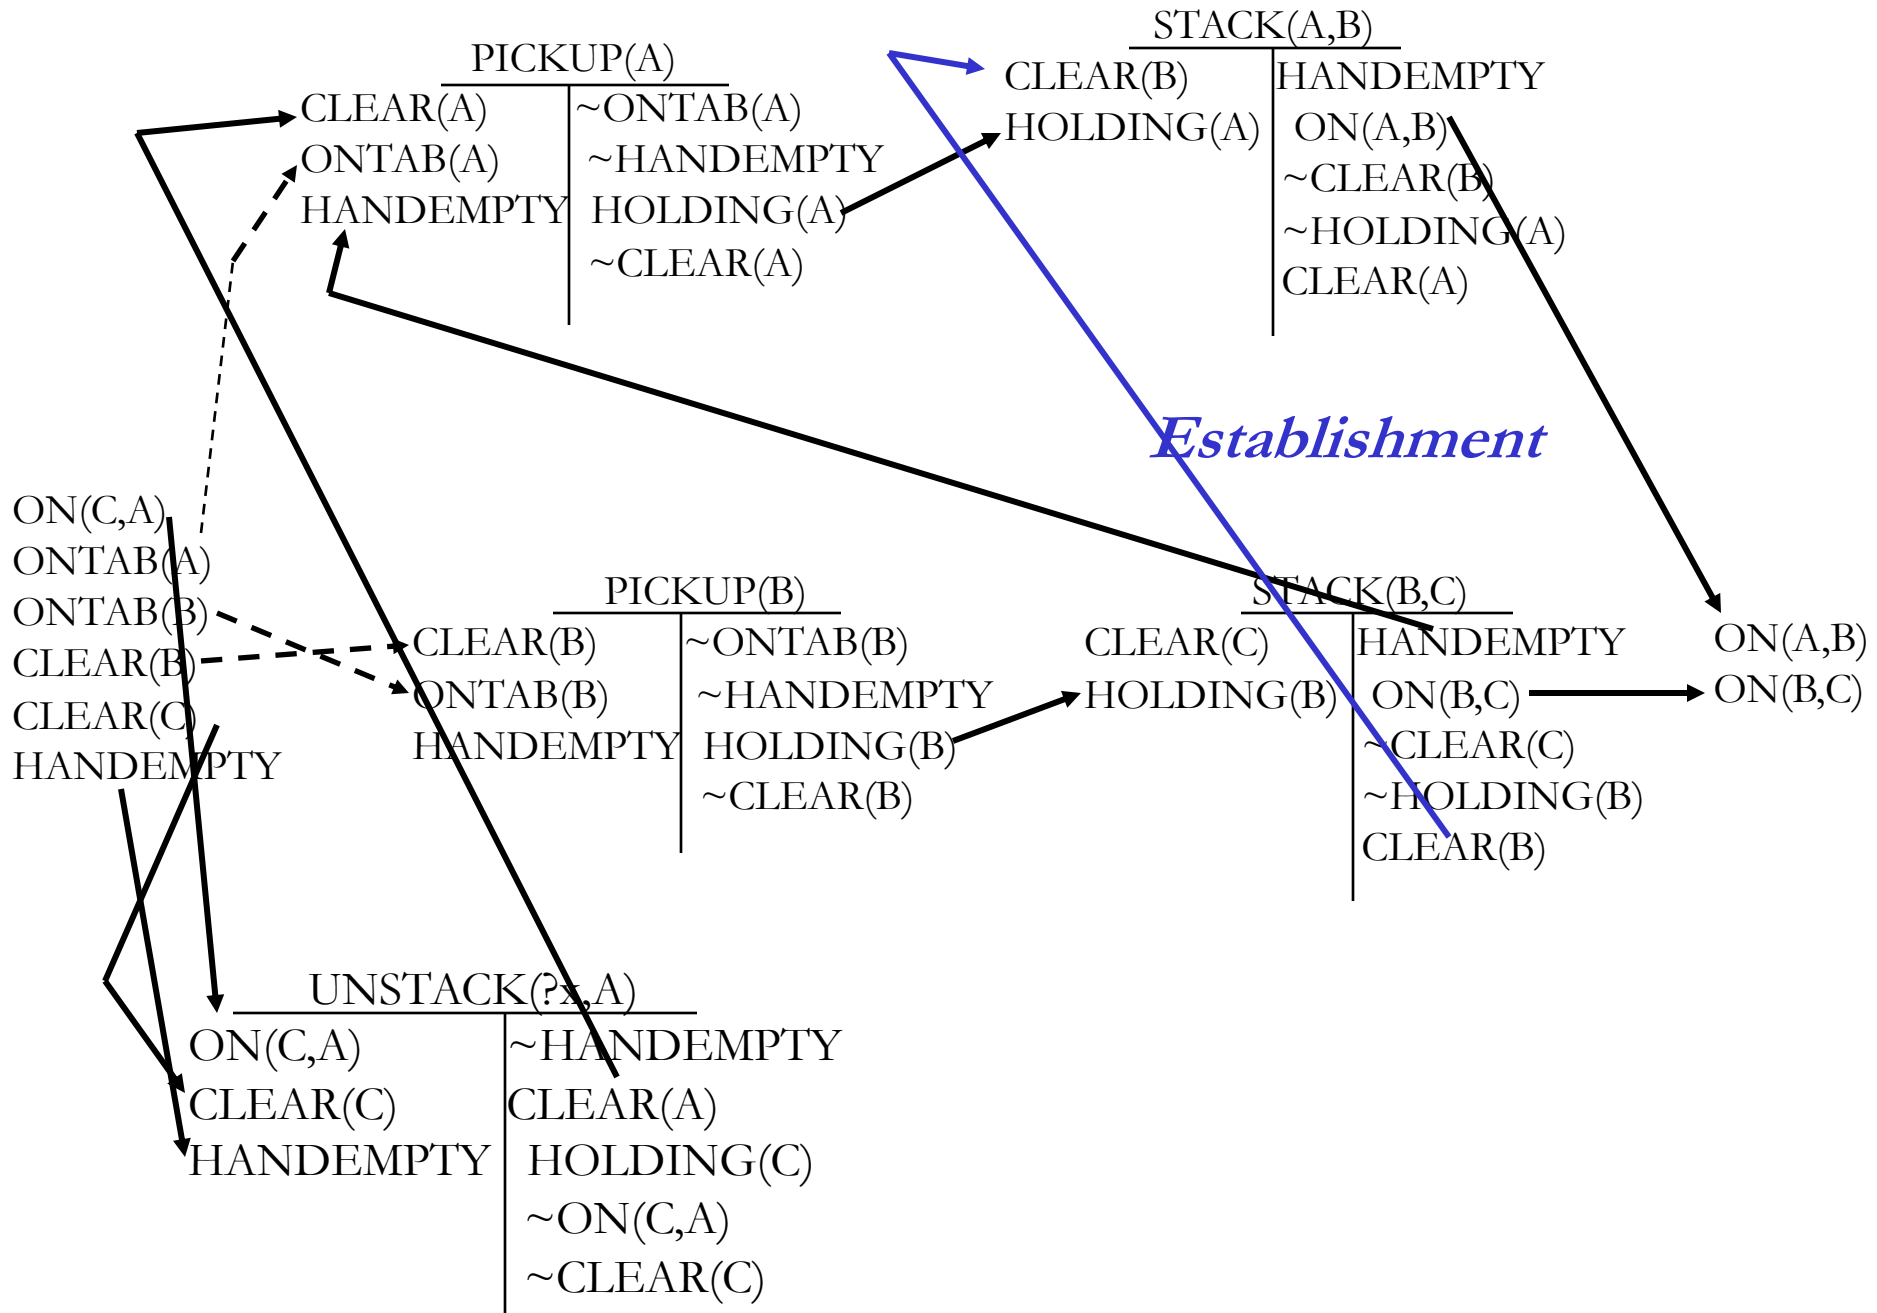 STACK(A,B)
CLEAR(B) HANDEMPTY
HOLDING(A) ON(A,B)
~CLEAR(B)
~HOLDING(A)
CLEAR(A)
PICKUP(A)
CLEAR(A) ~ONTAB(A)
ONTAB(A) ~HANDEMPTY
HANDEMPTY HOLDING(A)
~CLEAR(A)
Establishment
ON(C,A)
ONTAB(A)
ONTAB(B)
CLEAR(B)
CLEAR(C)
HANDEMPTY
PICKUP(B)
CLEAR(B) ~ONTAB(B)
ONTAB(B) ~HANDEMPTY
HANDEMPTY HOLDING(B)
~CLEAR(B)
STACK(B,C)
CLEAR(C) HANDEMPTY
HOLDING(B) ON(B,C)
~CLEAR(C)
~HOLDING(B)
CLEAR(B)
ON(A,B)
ON(B,C)
UNSTACK(?x,A)
ON(C,A) ~HANDEMPTY
CLEAR(C) CLEAR(A)
HANDEMPTY HOLDING(C)
~ON(C,A)
~CLEAR(C)